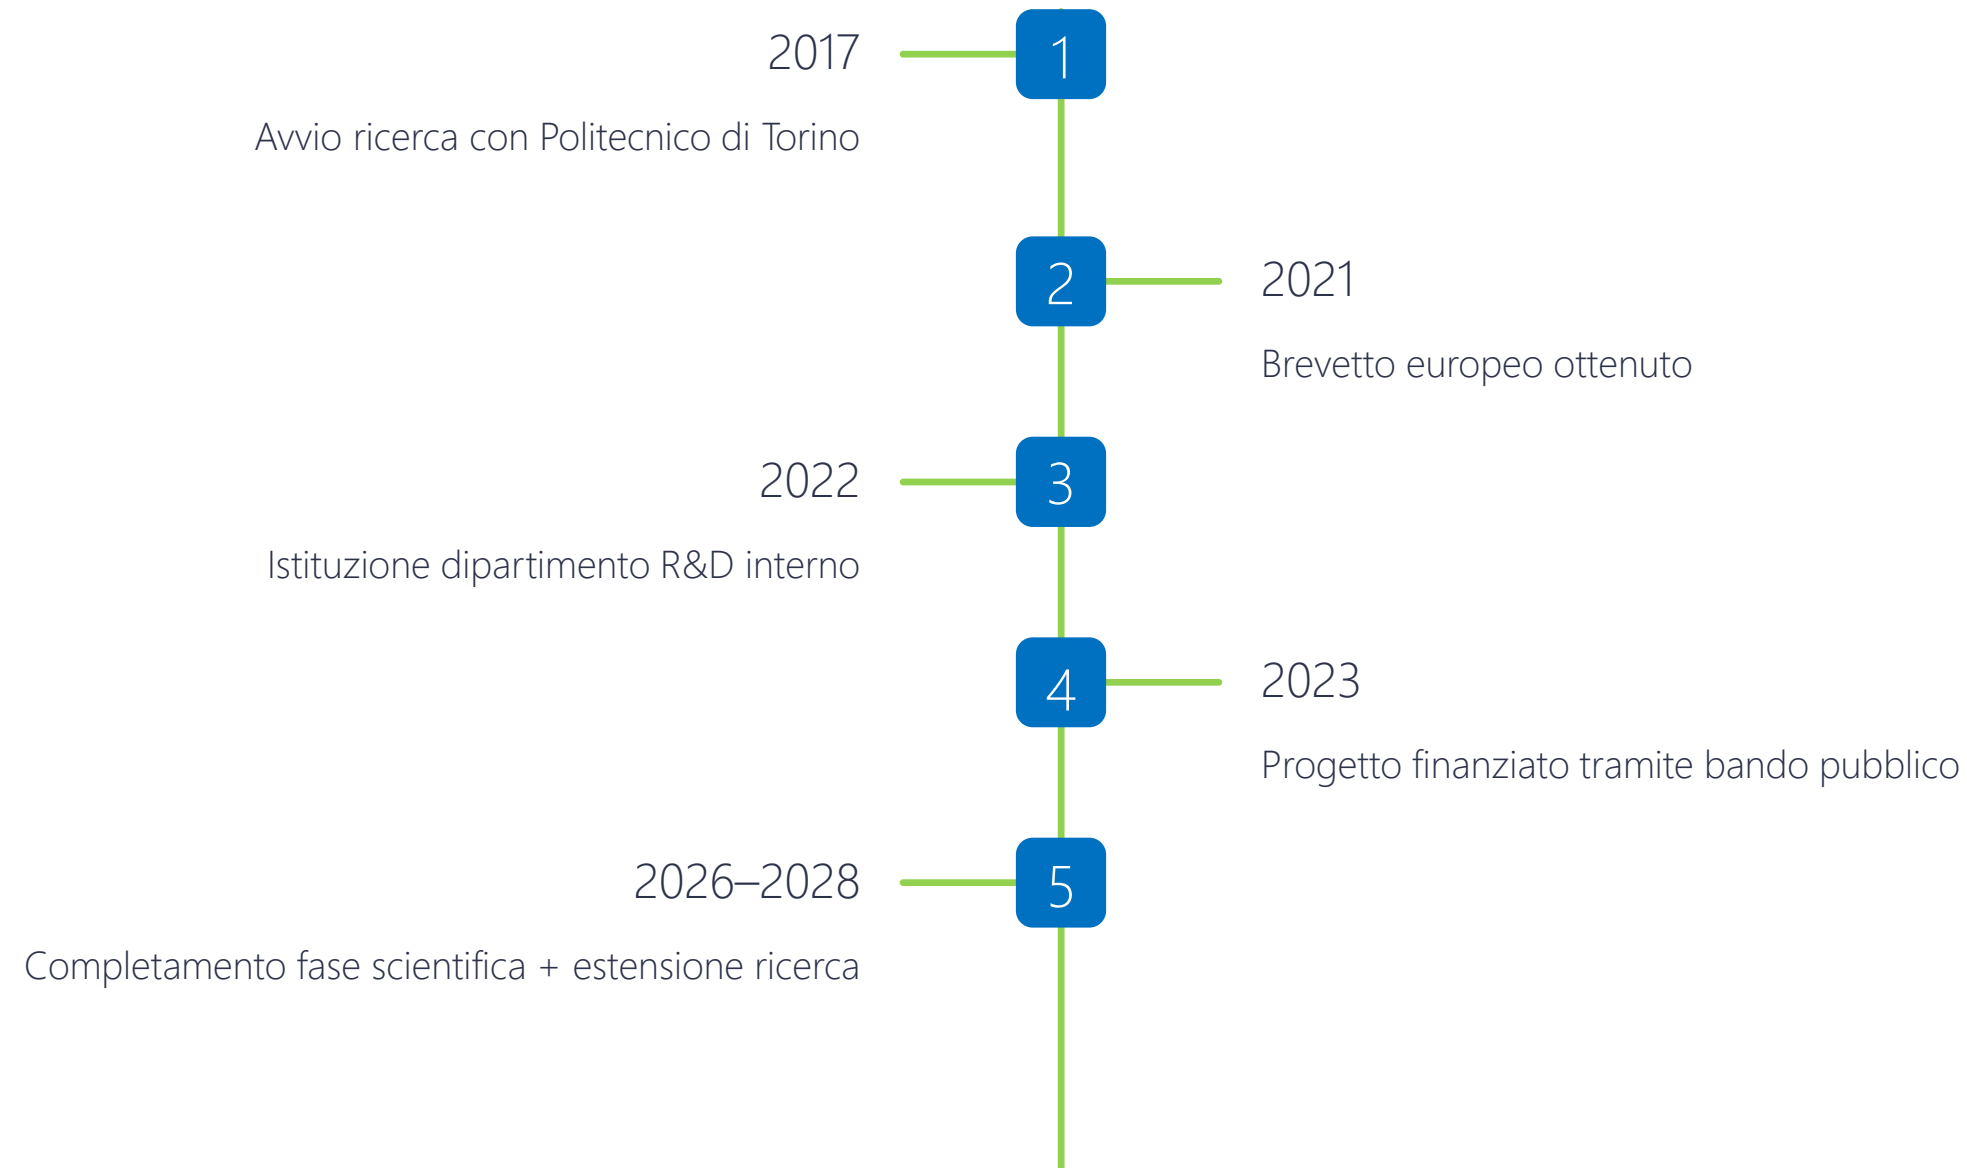 2017
1
Avvio ricerca con Politecnico di Torino
2
2021
Brevetto europeo ottenuto
2022
3
Istituzione dipartimento R&D interno
4
2023
Progetto finanziato tramite bando pubblico
2026–2028
5
Completamento fase scientifica + estensione ricerca